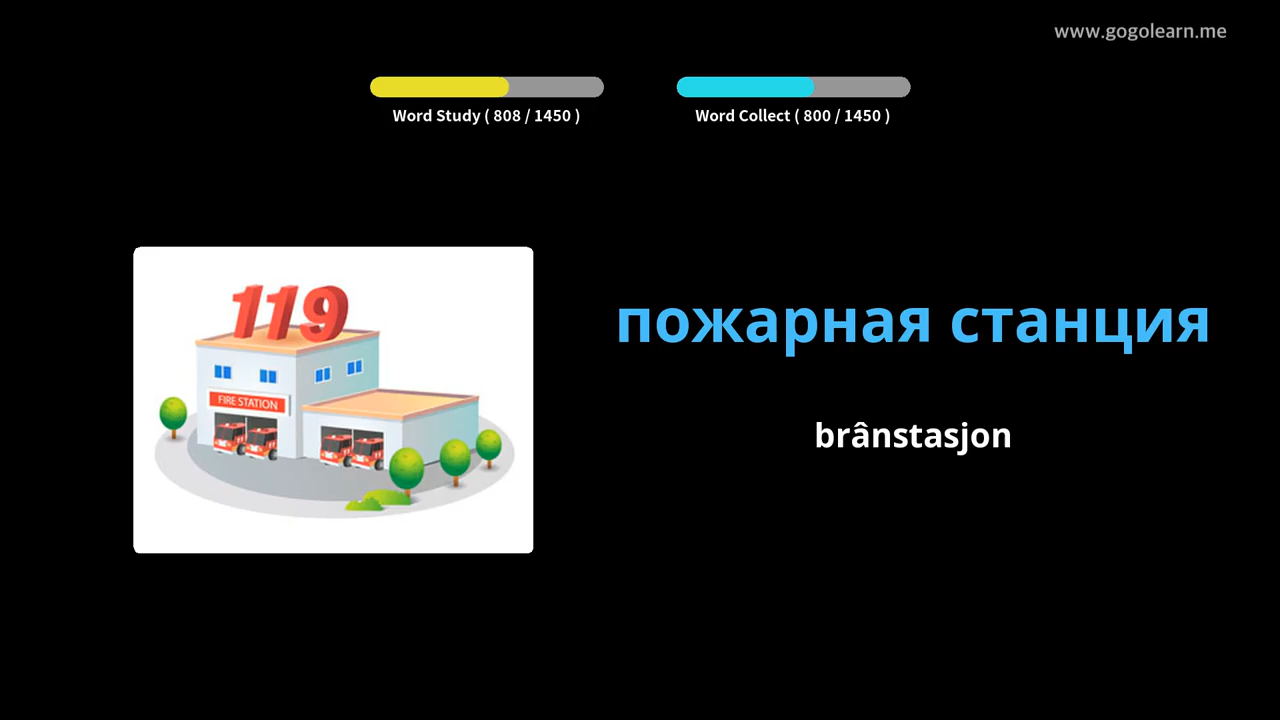 www.gogolearn.me
Word Study ( 808 / 1450 )
Word Collect ( 800 / 1450 )
119
FIRE STATION
пожарная станция
brânstasjon